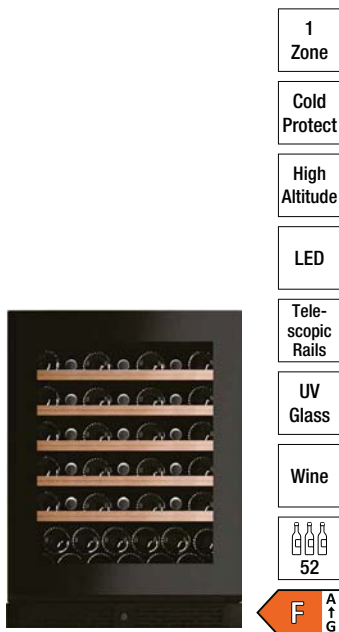 1
Zone
Cold
Protect
High
Altitude
LED
Tele-
scopic
Rails
UV
Glass
Wine
52
F
A
↑
G